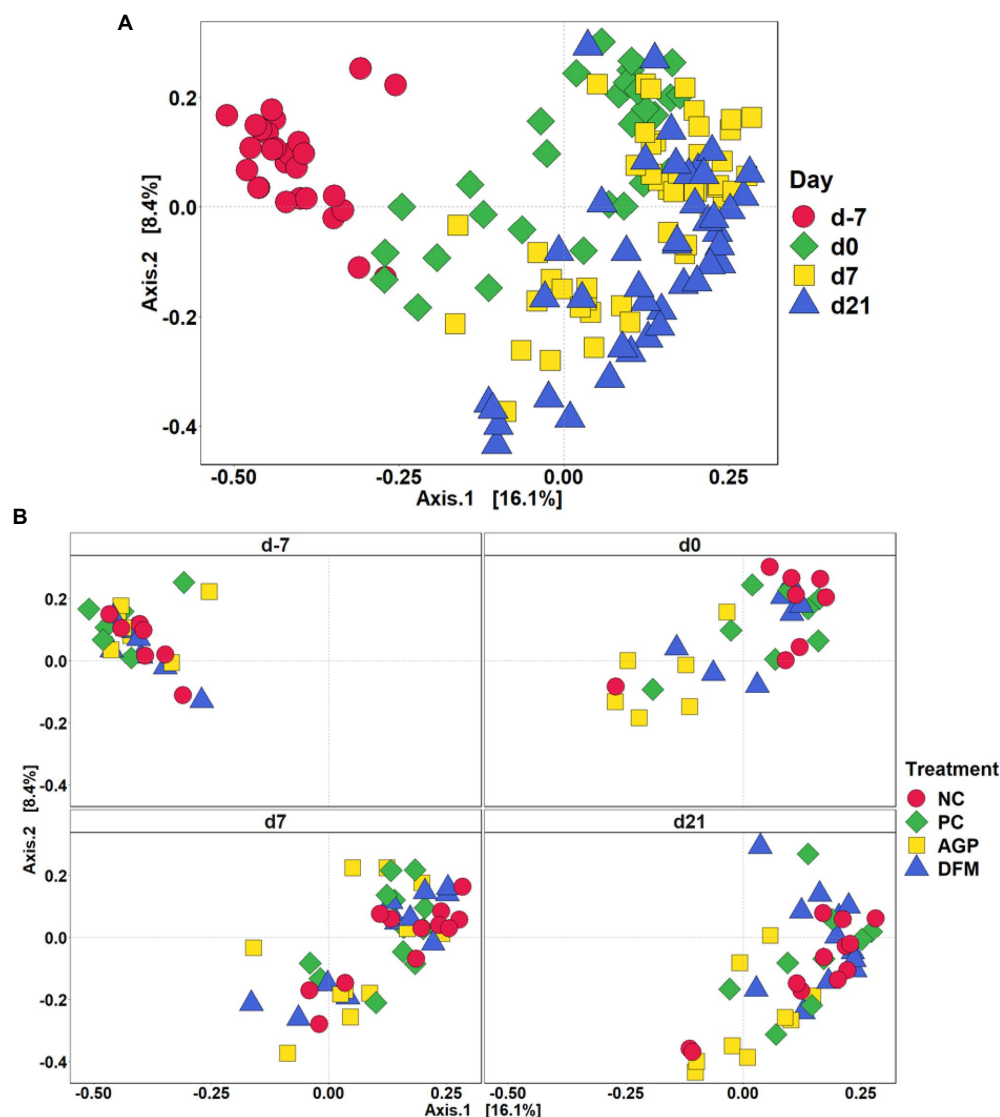 A
0.2
0.0
-0.2
-0.4
Axis.2 [8.4%]
-0.50
-0.25
0.00
0.25
Axis.1 [16.1%]
Day
d-7
d0
d7
d21
B
d-7
d0
0.2
0.0
-0.2
-0.4
d7
d21
0.2
0.0
-0.2
-0.4
Axis.2 [8.4%]
-0.50
-0.25
0.00
0.25
-0.50
-0.25
0.00
0.25
Axis.1 [16.1%]
Treatment
NC
PC
AGP
DFM